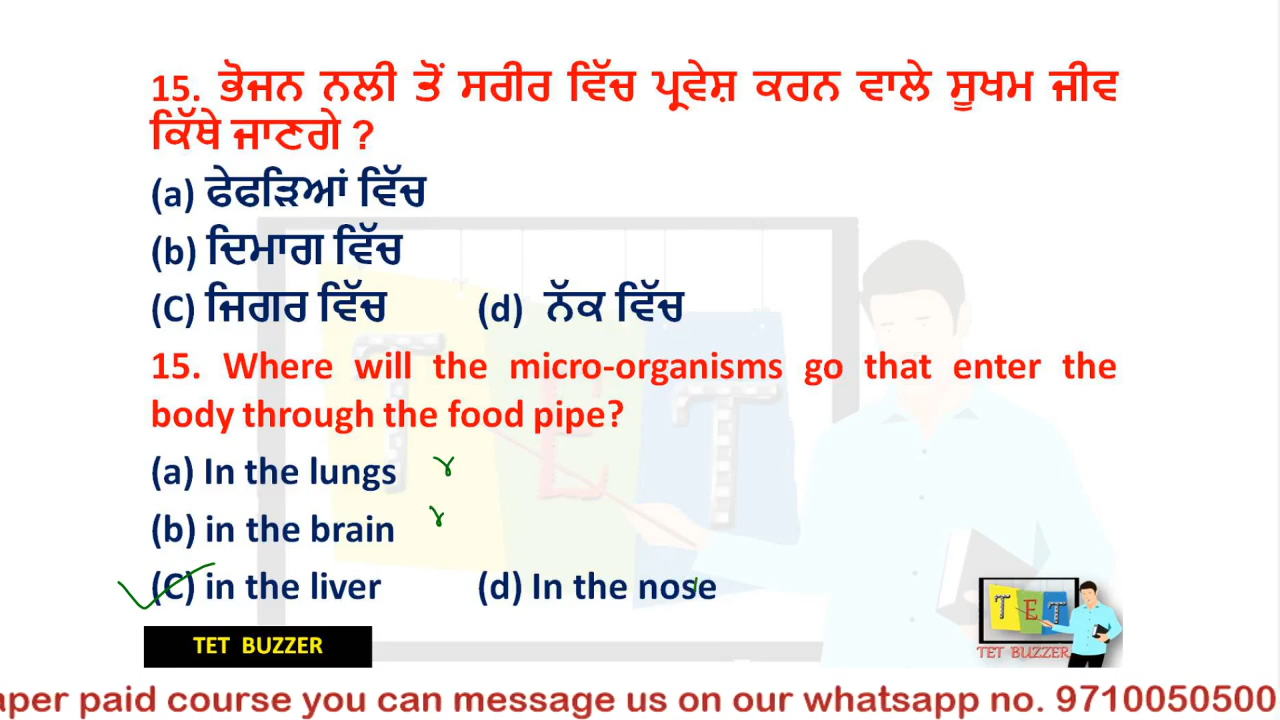 15. ਭੋਜਨ ਨਲੀ ਤੋਂ ਸਰੀਰ ਵਿੱਚ ਪ੍ਰਵੇਸ਼ ਕਰਨ ਵਾਲੇ ਸੂਖਮ ਜੀਵ
ਕਿੱਥੇ ਜਾਣਗੇ ?
(a) ਫੇਫੜਿਆਂ ਵਿੱਚ
(b) ਦਿਮਾਗ ਵਿੱਚ
(C) ਜਿਗਰ ਵਿੱਚ (d) ਨੱਕ ਵਿੱਚ
15. Where will the micro-organisms go that enter the
body through the food pipe?
(a) In the lungs
(b) in the brain
(C) in the liver (d) In the nose
TET BUZZER
TET
TET BUZZER
aper paid course you can message us on our whatsapp no. 9710050500